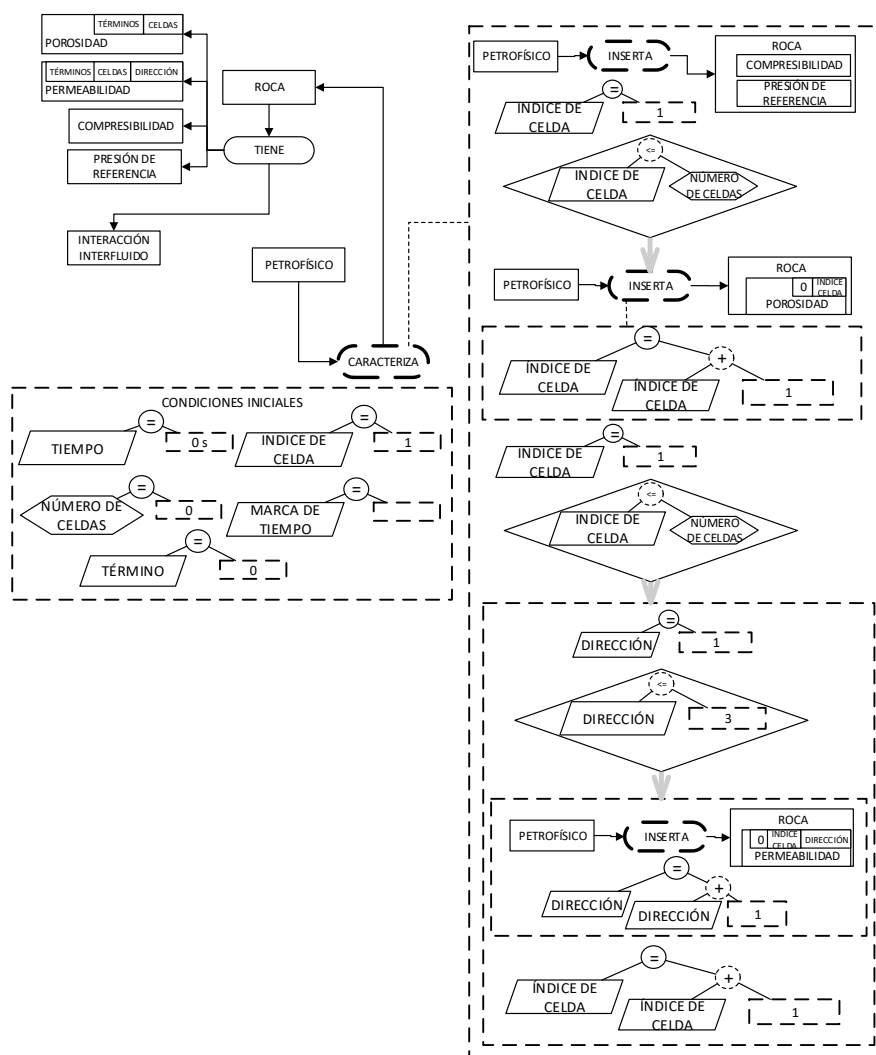 TÉRMINOS CELDAS
POROSIDAD
TÉRMINOS CELDAS DIRECCIÓN
PERMEABILIDAD
COMPRESIBILIDAD
PRESIÓN DE
REFERENCIA
ROCA
TIENE
INTERACCIÓN
INTERFLUIDO
PETROFÍSICO
CARACTERIZA
CONDICIONES INICIALES
=
TIEMPO
0 s
=
INDICE DE
CELDA
1
=
NÚMERO DE
CELDAS
0
=
MARCA DE
TIEMPO
=
TÉRMINO
0
PETROFÍSICO
INSERTA
ROCA
COMPRESIBILIDAD
PRESIÓN DE
REFERENCIA
=
INDICE DE
CELDA
1
<=
INDICE DE
CELDA
NÚMERO
DE CELDAS
PETROFÍSICO
INSERTA
ROCA
0 INDICE
CELDA
POROSIDAD
=
ÍNDICE DE
CELDA
+
ÍNDICE DE
CELDA
1
=
INDICE DE
CELDA
1
<=
INDICE DE
CELDA
NÚMERO
DE CELDAS
=
DIRECCIÓN
1
<=
DIRECCIÓN
3
PETROFÍSICO
INSERTA
ROCA
0 INDICE
CELDA DIRECCIÓN
PERMEABILIDAD
=
DIRECCIÓN
+
DIRECCIÓN
1
=
ÍNDICE DE
CELDA
+
ÍNDICE DE
CELDA
1